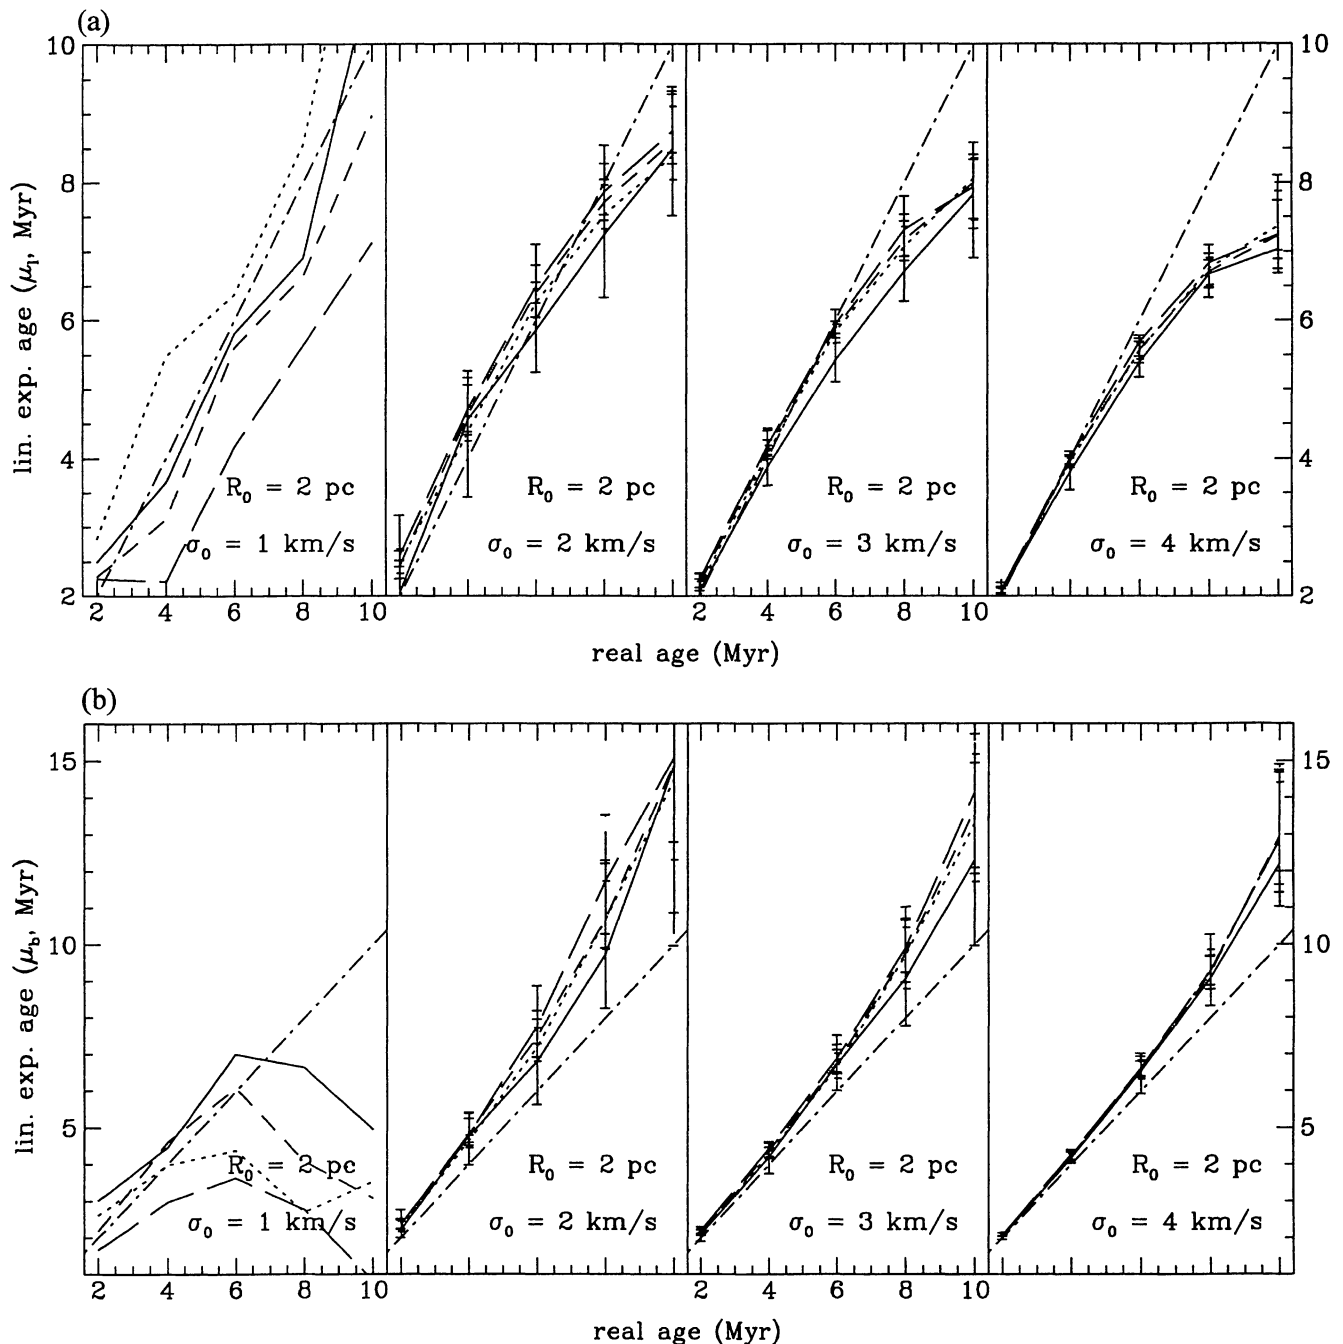 (a)
10
8
6
4
2
lin. exp. age (μ_l, Myr)
R_0 = 2 pc
σ_0 = 1 km/s
R_0 = 2 pc
σ_0 = 2 km/s
R_0 = 2 pc
σ_0 = 3 km/s
R_0 = 2 pc
σ_0 = 4 km/s
10
8
6
4
2
2 4 6 8 10
2 4 6 8 10
real age (Myr)
(b)
15
10
5
lin. exp. age (μ_b, Myr)
R_0 = 2 pc
σ_0 = 1 km/s
R_0 = 2 pc
σ_0 = 2 km/s
R_0 = 2 pc
σ_0 = 3 km/s
R_0 = 2 pc
σ_0 = 4 km/s
15
10
5
2 4 6 8 10
2 4 6 8 10
real age (Myr)